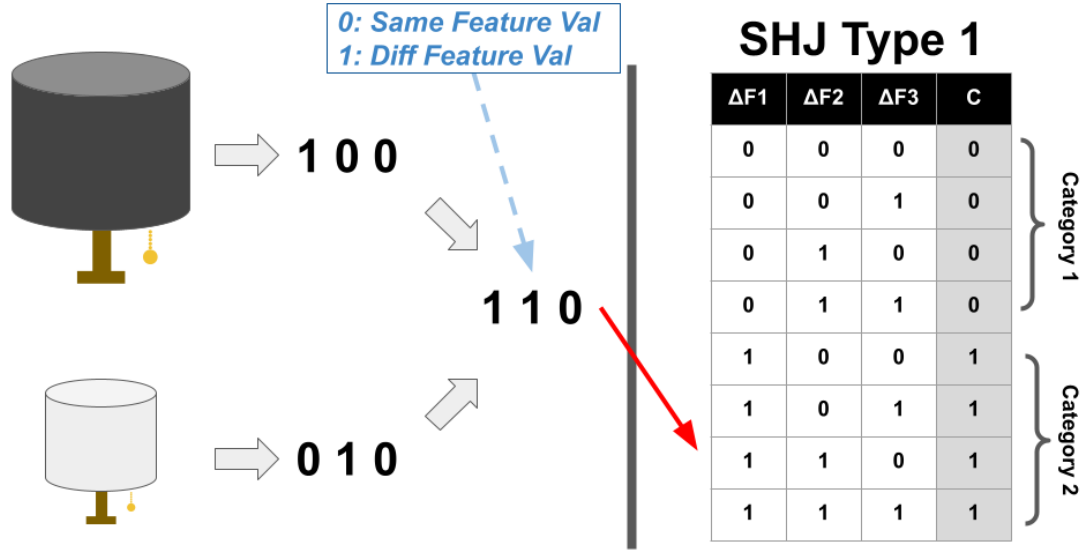 0: Same Feature Val
1: Diff Feature Val
1 0 0
1 1 0
0 1 0
SHJ Type 1
ΔF1 ΔF2 ΔF3 C
0 0 0 0
0 0 1 0
0 1 0 0
0 1 1 0
1 0 0 1
1 0 1 1
1 1 0 1
1 1 1 1
Category 1
Category 2